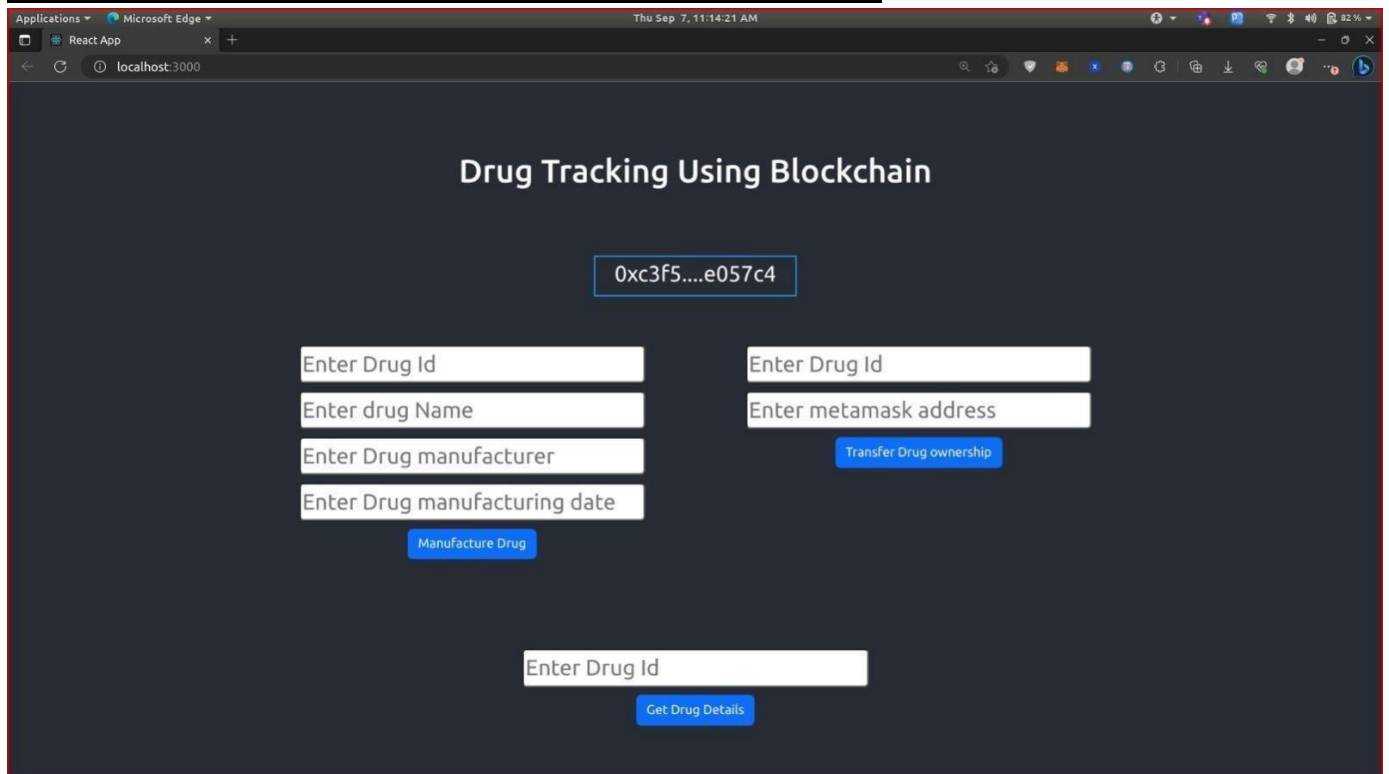 Applications Microsoft Edge Thu Sep 7, 11:14:21 AM 82 %
React App
localhost:3000
Drug Tracking Using Blockchain
0xc3f5....e057c4
Enter Drug Id
Enter drug Name
Enter Drug manufacturer
Enter Drug manufacturing date
Manufacture Drug
Enter Drug Id
Enter metamask address
Transfer Drug ownership
Enter Drug Id
Get Drug Details